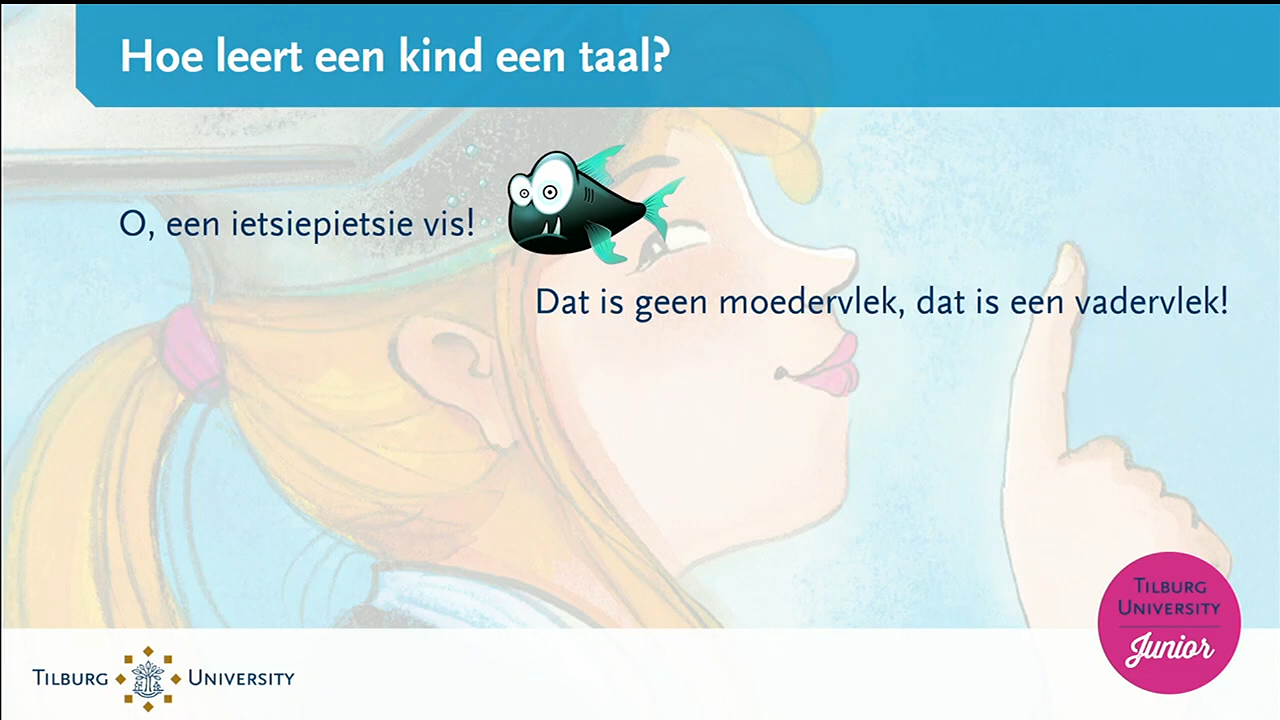 Hoe leert een kind een taal?
O, een ietsiepietsie vis!
Dat is geen moedervlek, dat is een vadervlek!
TILBURG
UNIVERSITY
Junior
TILBURG UNIVERSITY